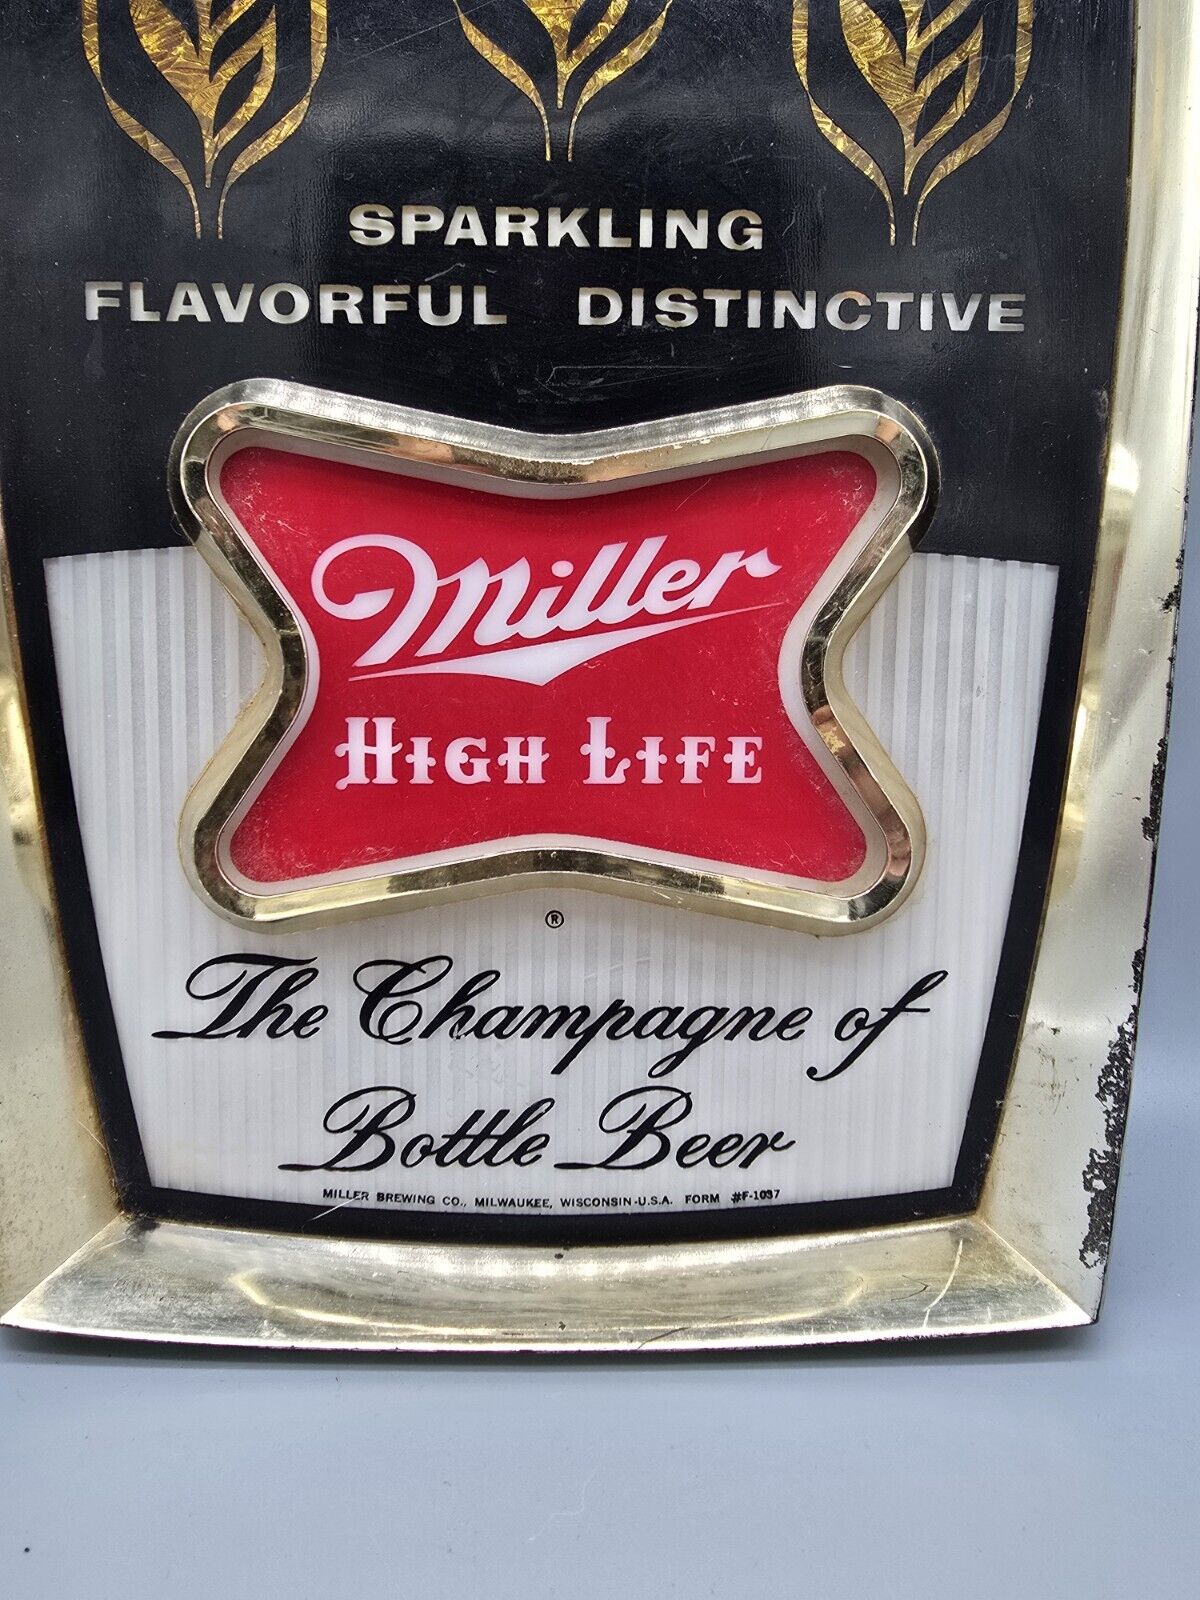 SPARKLING
FLAVORFUL DISTINCTIVE
Miller
HIGH LIFE
®
The Champagne of
Bottle Beer
MILLER BREWING CO., MILWAUKEE, WISCONSIN-U.S.A. FORM #F-1037